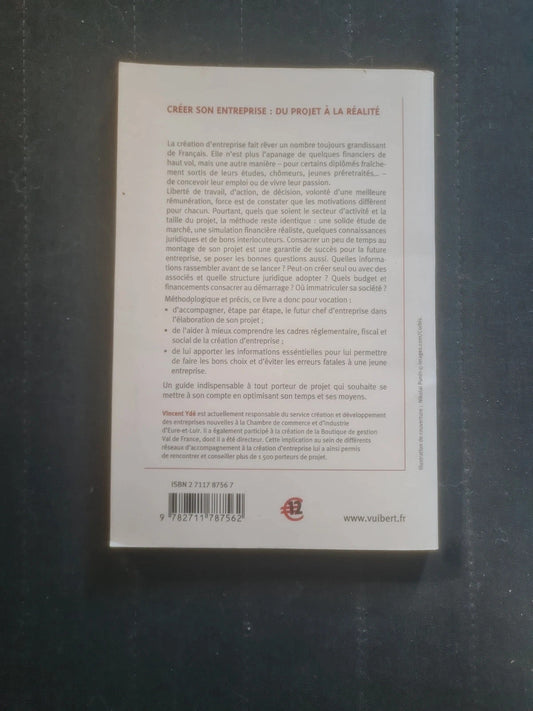 CRÉER SON ENTREPRISE : DU PROJET À LA RÉALITÉ
La création d'entreprise fait rêver un nombre toujours grandissant
de Français. Elle n'est plus l'apanage de quelques financiers de
haut vol, mais une autre manière – pour certains diplômés fraîche-
ment sortis de leurs études, chômeurs, jeunes préretraités... –
de concevoir leur emploi ou de vivre leur passion.
Liberté de travail, d'action, de décision, volonté d'une meilleure
rémunération, force est de constater que les motivations diffèrent
pour chacun. Pourtant, quels que soient le secteur d'activité et la
taille du projet, la méthode reste identique : une solide étude de
marché, une simulation financière réaliste, quelques connaissances
juridiques et de bons interlocuteurs. Consacrer un peu de temps au
montage de son projet est une garantie de succès pour la future
entreprise, se poser les bonnes questions aussi. Quelles informa-
tions rassembler avant de se lancer ? Peut-on créer seul ou avec des
associés et quelle structure juridique adopter ? Quels budget et
financements consacrer au démarrage ? Où immatriculer sa société ?
Méthodologique et précis, ce livre a donc pour vocation :
• d'accompagner, étape par étape, le futur chef d'entreprise dans
l'élaboration de son projet ;
• de l'aider à mieux comprendre les cadres réglementaire, fiscal et
social de la création d'entreprise ;
• de lui apporter les informations essentielles pour lui permettre
de faire les bons choix et d'éviter les erreurs fatales à une jeune
entreprise.
Un guide indispensable à tout porteur de projet qui souhaite se
mettre à son compte en optimisant son temps et ses moyens.
Vincent Ydé est actuellement responsable du service création et développement
des entreprises nouvelles à la Chambre de commerce et d'industrie
d'Eure-et-Loir. Il a également participé à la création de la Boutique de gestion
Val de France, dont il a été directeur. Cette implication au sein de différents
réseaux d'accompagnement à la création d'entreprise lui a ainsi permis
de rencontrer et conseiller plus de 1 500 porteurs de projet.
Illustration de couverture : Nikolai Punin © Images.com/Corbis
ISBN 2 7117 8756 7
9 782711 787562
€ 17
www.vuibert.fr